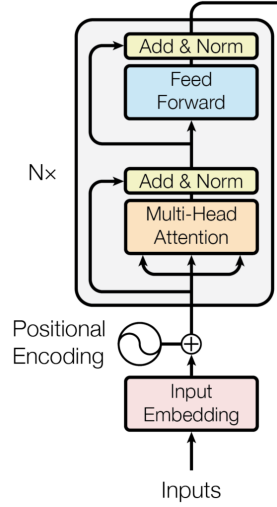 Add & Norm
Feed
Forward
N×
Add & Norm
Multi-Head
Attention
Positional
Encoding
Input
Embedding
Inputs